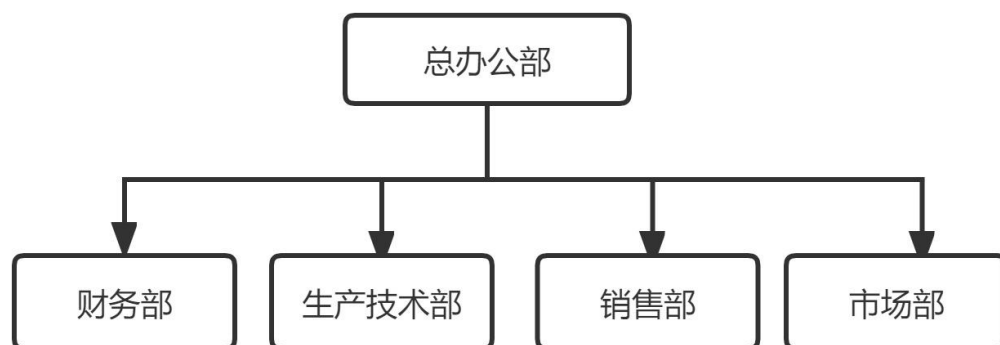 总办公部
财务部
生产技术部
销售部
市场部